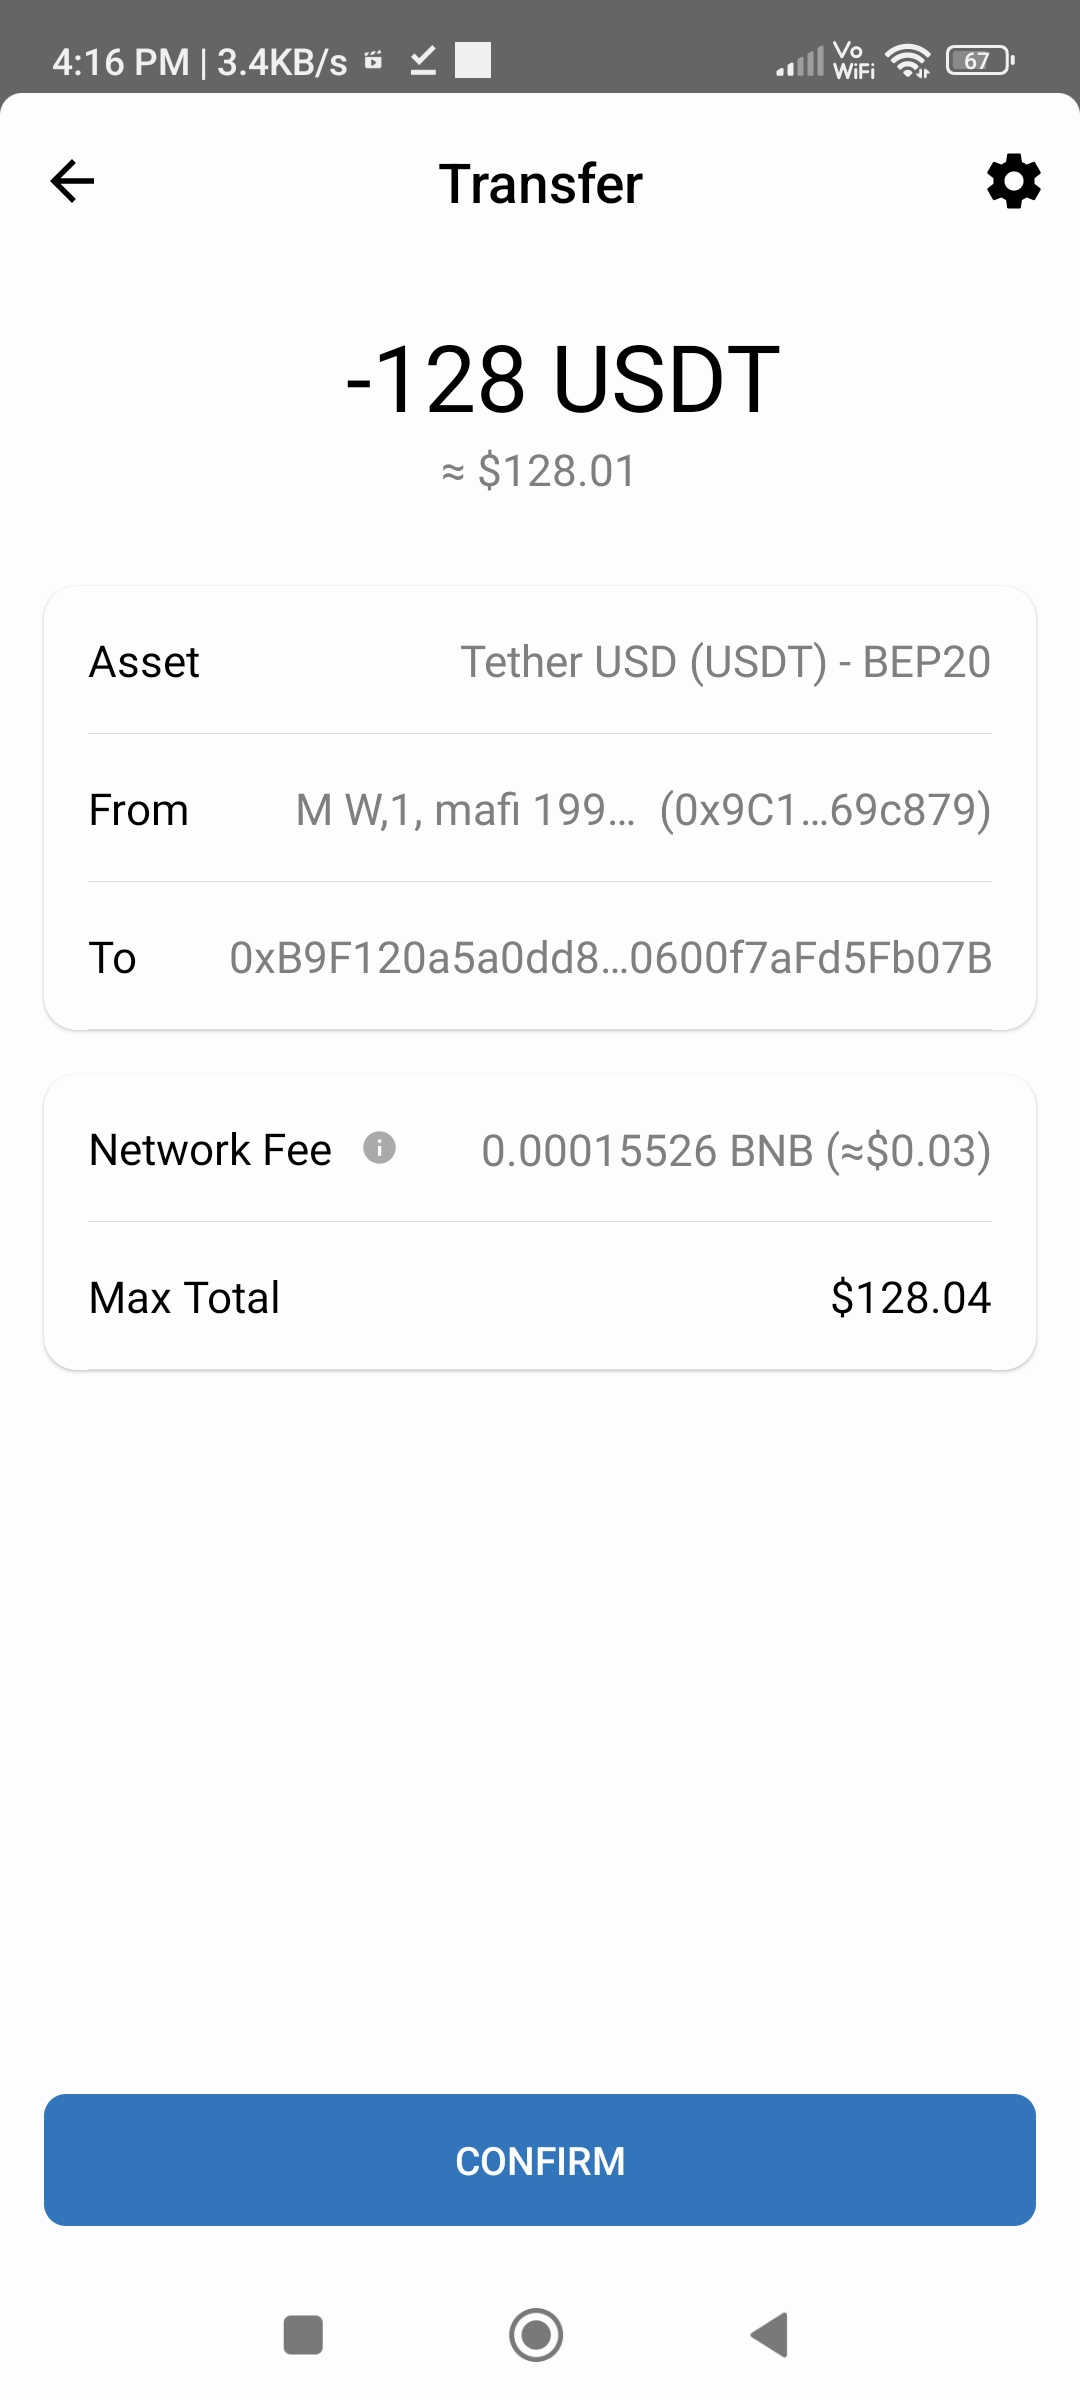 4:16 PM | 3.4KB/s Vo WiFi 67
Transfer
-128 USDT
≈ $128.01
Asset Tether USD (USDT) - BEP20
From M W,1, mafi 199... (0x9C1...69c879)
To 0xB9F120a5a0dd8...0600f7aFd5Fb07B
Network Fee 0.00015526 BNB (≈$0.03)
Max Total $128.04
CONFIRM